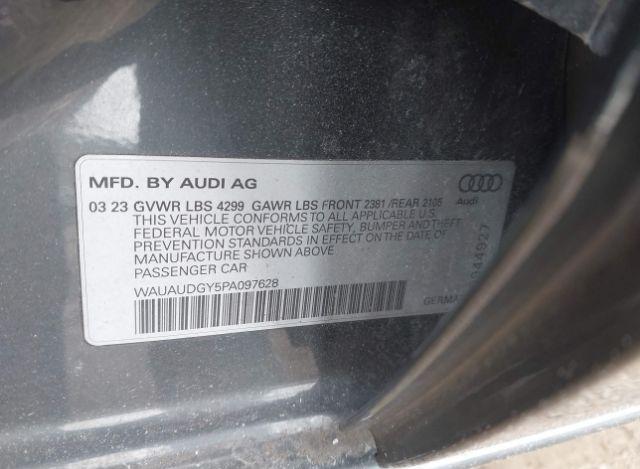 MFD. BY AUDI AG
Audi
03 23 GVWR LBS 4299 GAWR LBS FRONT 2381 /REAR 2105
THIS VEHICLE CONFORMS TO ALL APPLICABLE U.S.
FEDERAL MOTOR VEHICLE SAFETY, BUMPER AND THEFT
PREVENTION STANDARDS IN EFFECT ON THE DATE OF
MANUFACTURE SHOWN ABOVE
PASSENGER CAR
WAUAUDGY5PA097628